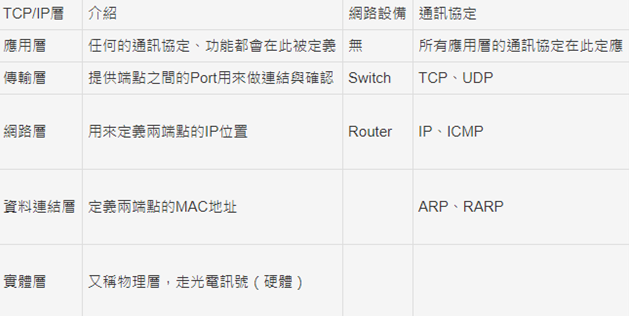 TCP/IP層 介紹 網路設備 通訊協定
應用層 任何的通訊協定、功能都會在此被定義 無 所有應用層的通訊協定在此定應
傳輸層 提供端點之間的Port用來做連結與確認 Switch TCP、UDP
網路層 用來定義兩端點的IP位置 Router IP、ICMP
資料連結層 定義兩端點的MAC地址 ARP、RARP
實體層 又稱物理層，走光電訊號（硬體）